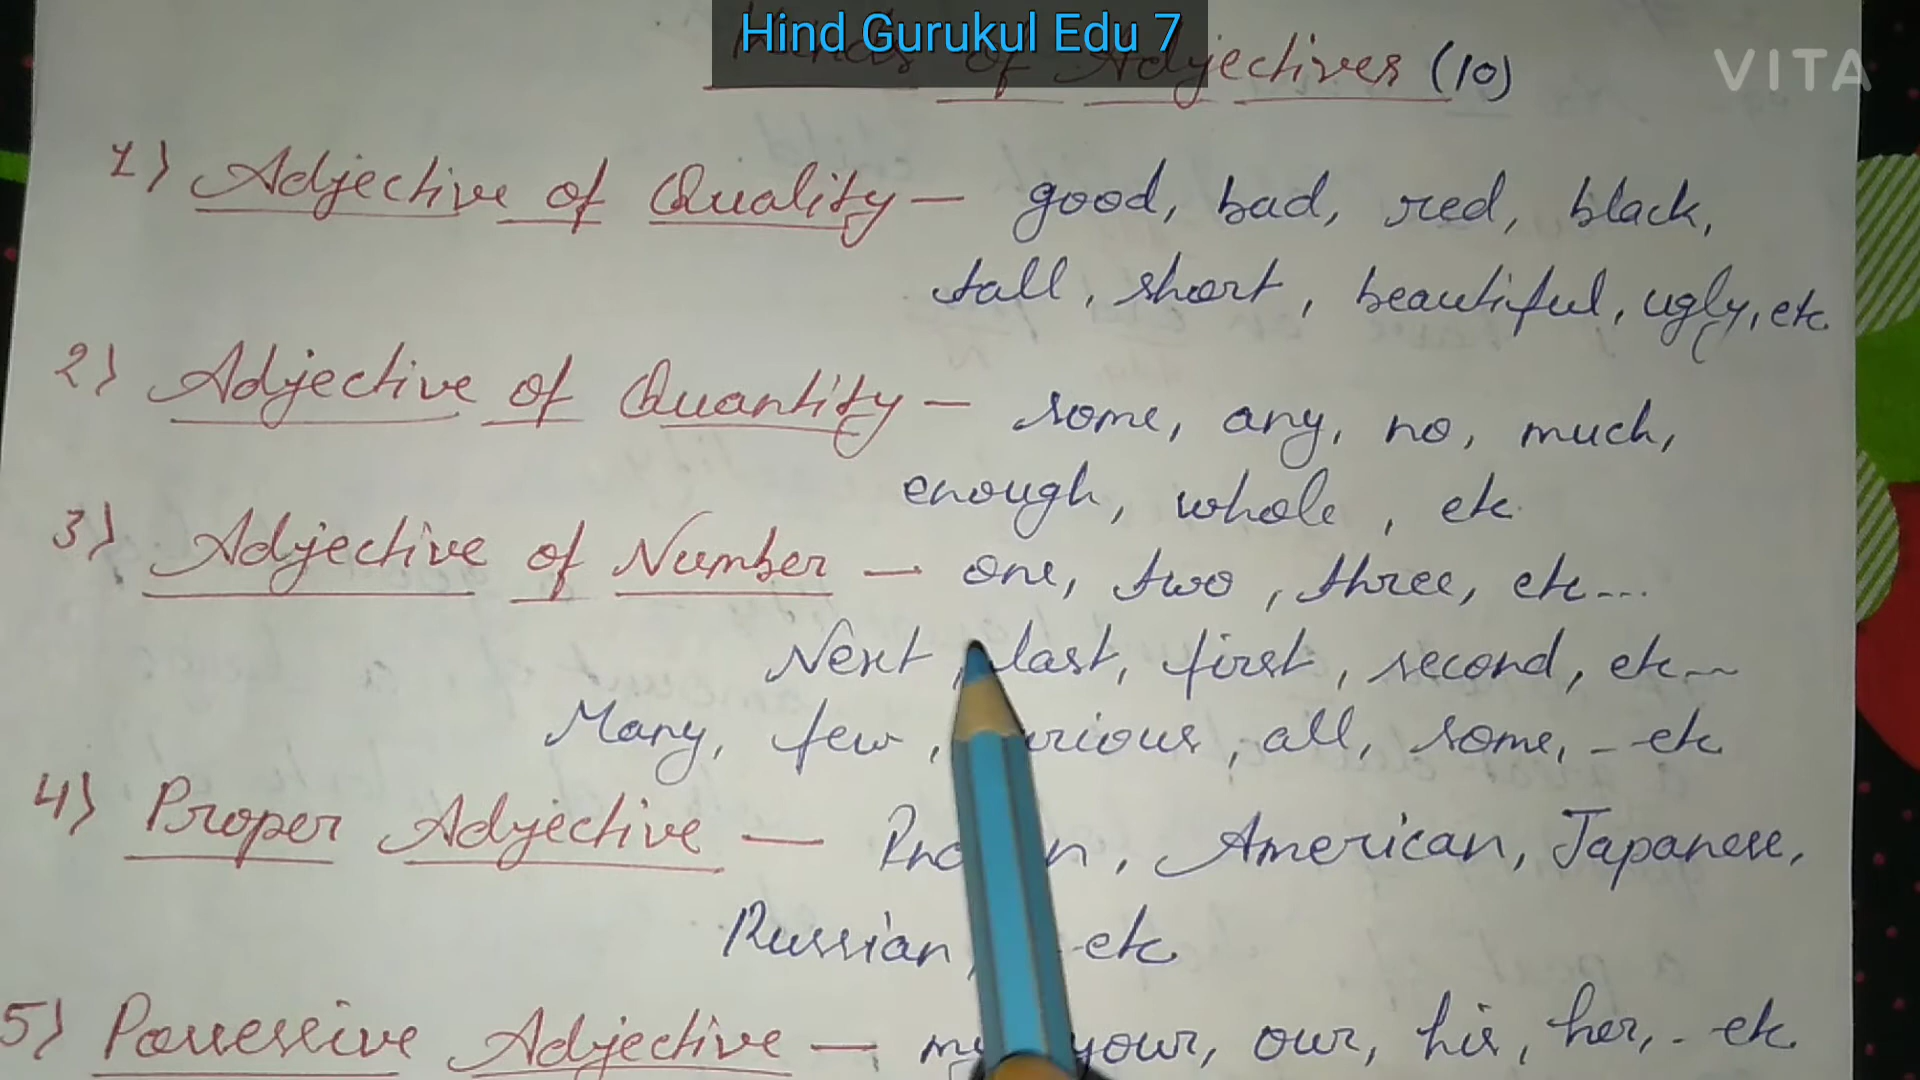 Hind Gurukul Edu 7
VITA
Kinds of Adjectives (10)
1) Adjective of Quality — good, bad, red, black,
tall, short, beautiful, ugly, etc.
2) Adjective of Quantity — some, any, no, much,
enough, whole, etc.
3) Adjective of Number — one, two, three, etc...
Next, last, first, second, etc~
Many, few, all, some, - etc
4) Proper Adjective — American, Japanese,
Russian, etc.
5) Possessive Adjective — my, your, our, his, her, - etc.